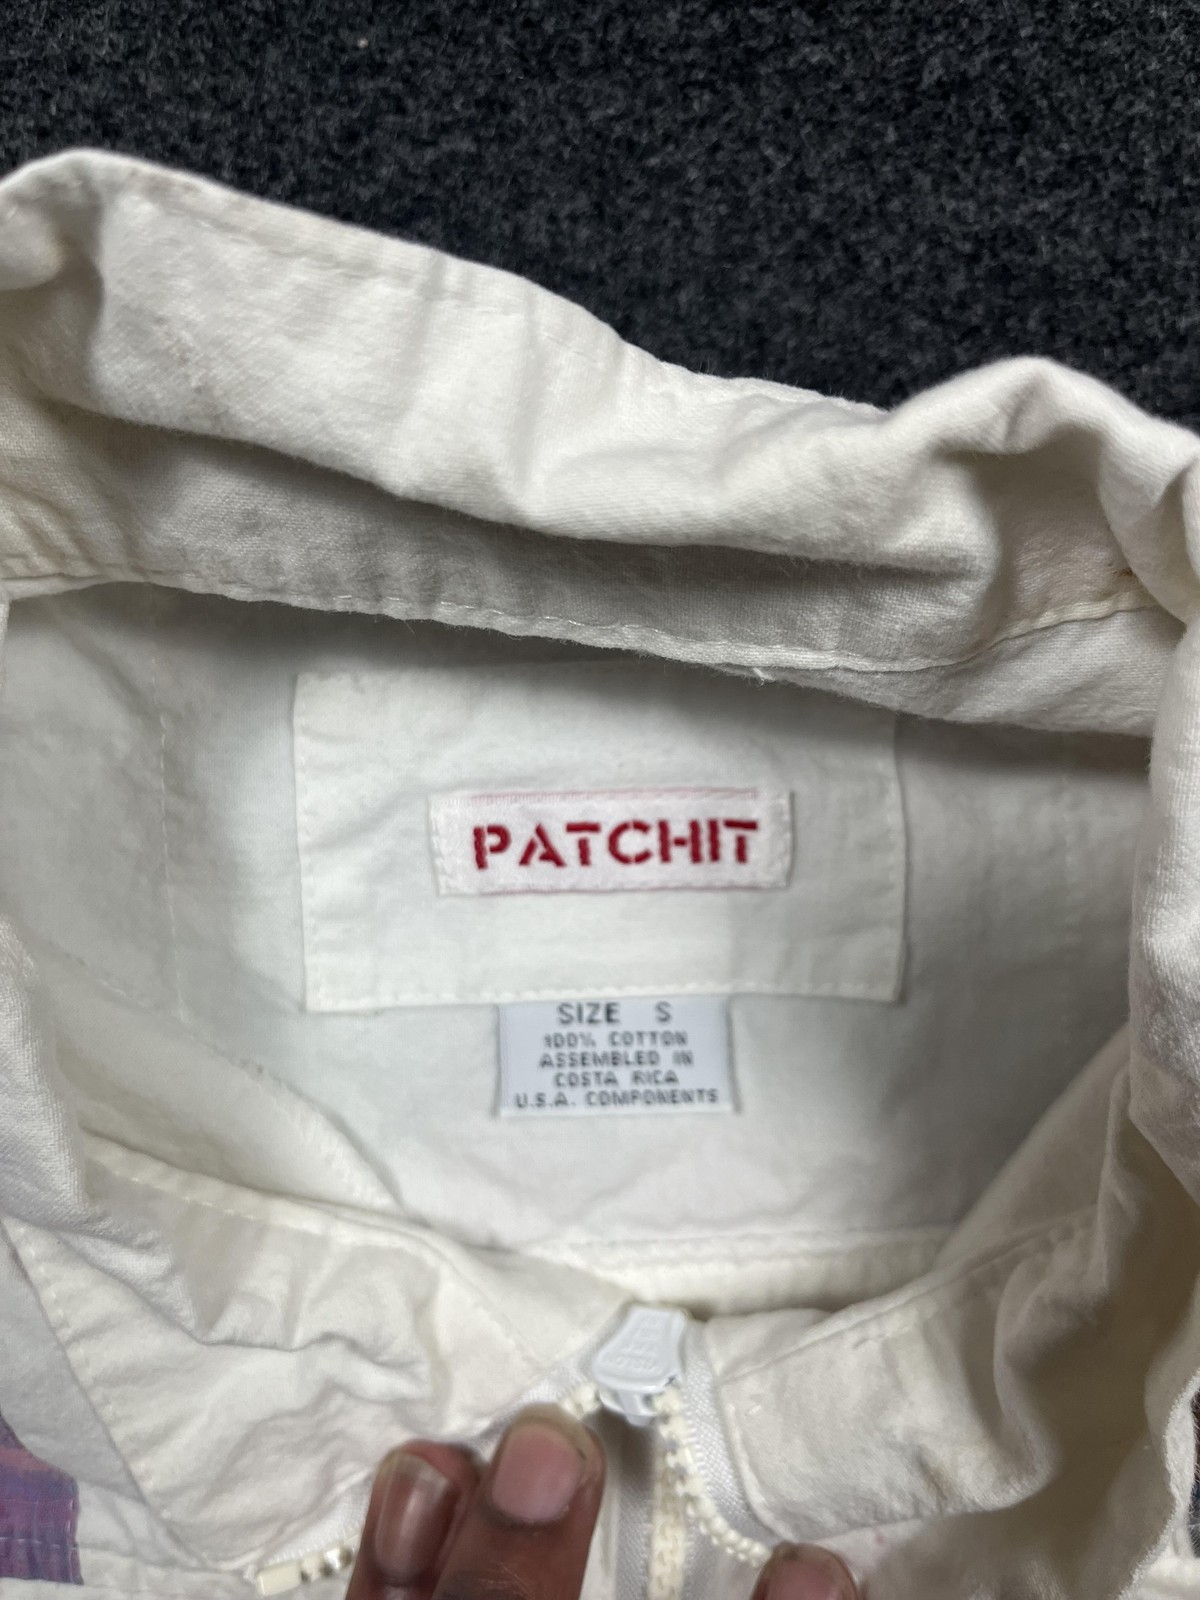 PATCHIT
SIZE S
100% COTTON
ASSEMBLED IN
COSTA RICA
U.S.A. COMPONENTS